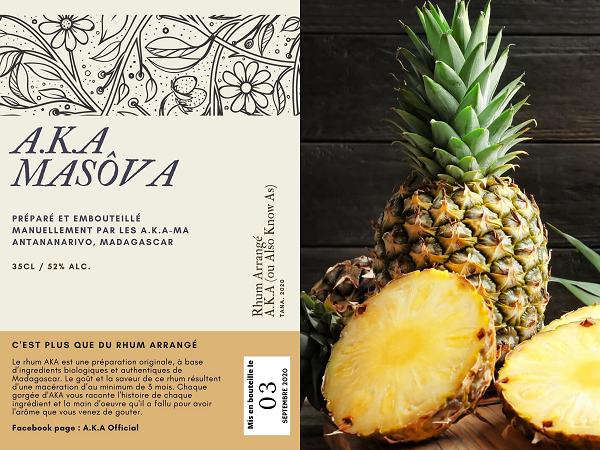 A.K.A
MASÔVA
PRÉPARÉ ET EMBOUTEILLÉ
MANUELLEMENT PAR LES A.K.A-MA
ANTANANARIVO, MADAGASCAR
35CL / 52% ALC.
Rhum Arrangé
A.K.A (ou Also Know As)
TANA. 2020
C'EST PLUS QUE DU RHUM ARRANGÉ
Le rhum AKA est une préparation originale, à base
d'ingredients biologiques et authentiques de
Madagascar. Le goût et la saveur de ce rhum résultent
d'une macération d'au minimum de 3 mois. Chaque
gorgée d'AKA vous raconte l'histoire de chaque
ingrédient et la main d'oeuvre qu'il a fallu pour avoir
l'arôme que vous venez de gouter.
Facebook page : A.K.A Official
Mis en bouteille le
03
SEPTEMBRE 2020